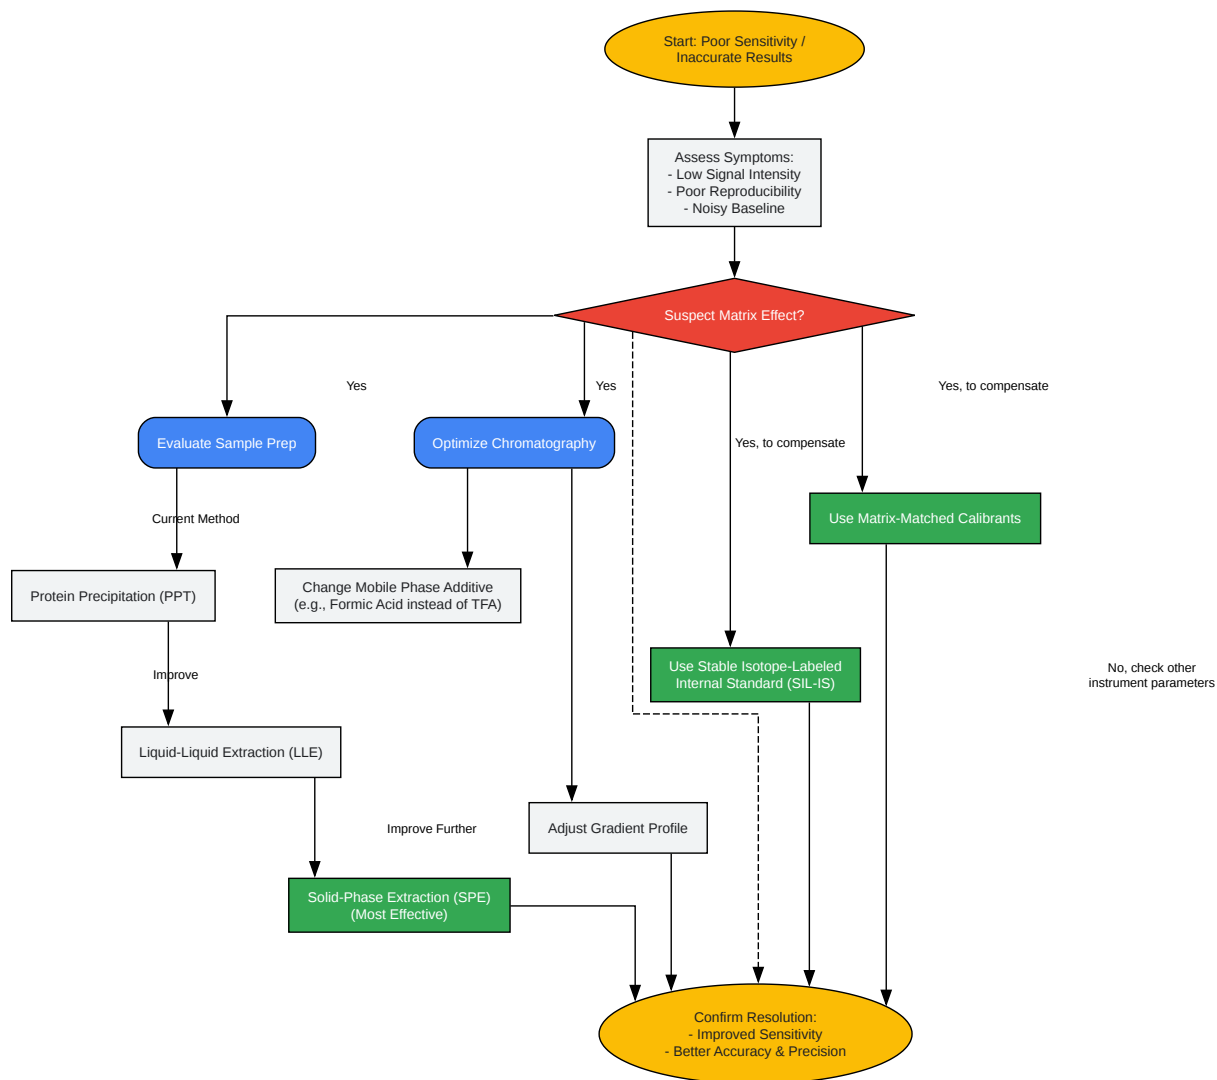 Start: Poor Sensitivity /
Inaccurate Results
Assess Symptoms:
- Low Signal Intensity
- Poor Reproducibility
- Noisy Baseline
Suspect Matrix Effect?
Yes
Yes
Yes, to compensate
Evaluate Sample Prep
Optimize Chromatography
Yes, to compensate
Current Method
Use Matrix-Matched Calibrants
Protein Precipitation (PPT)
Change Mobile Phase Additive
(e.g., Formic Acid instead of TFA)
Improve
Use Stable Isotope-Labeled
Internal Standard (SIL-IS)
No, check other
instrument parameters
Liquid-Liquid Extraction (LLE)
Improve Further
Adjust Gradient Profile
Solid-Phase Extraction (SPE)
(Most Effective)
Confirm Resolution:
- Improved Sensitivity
- Better Accuracy & Precision